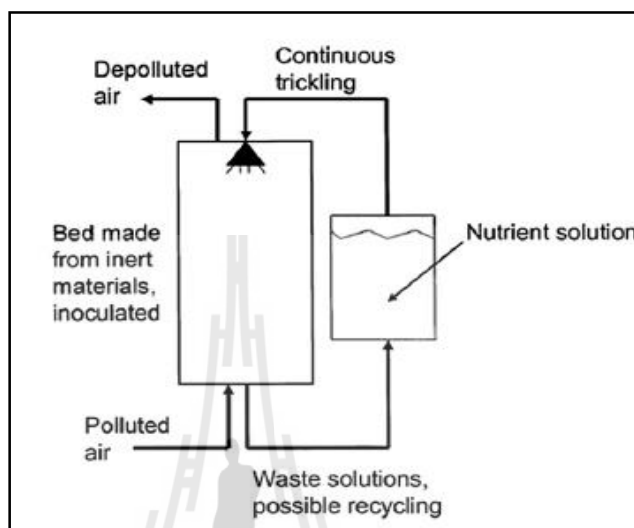 Depolluted
air
Continuous
trickling
Bed made
from inert
materials,
inoculated
Nutrient solution
Polluted
air
Waste solutions,
possible recycling